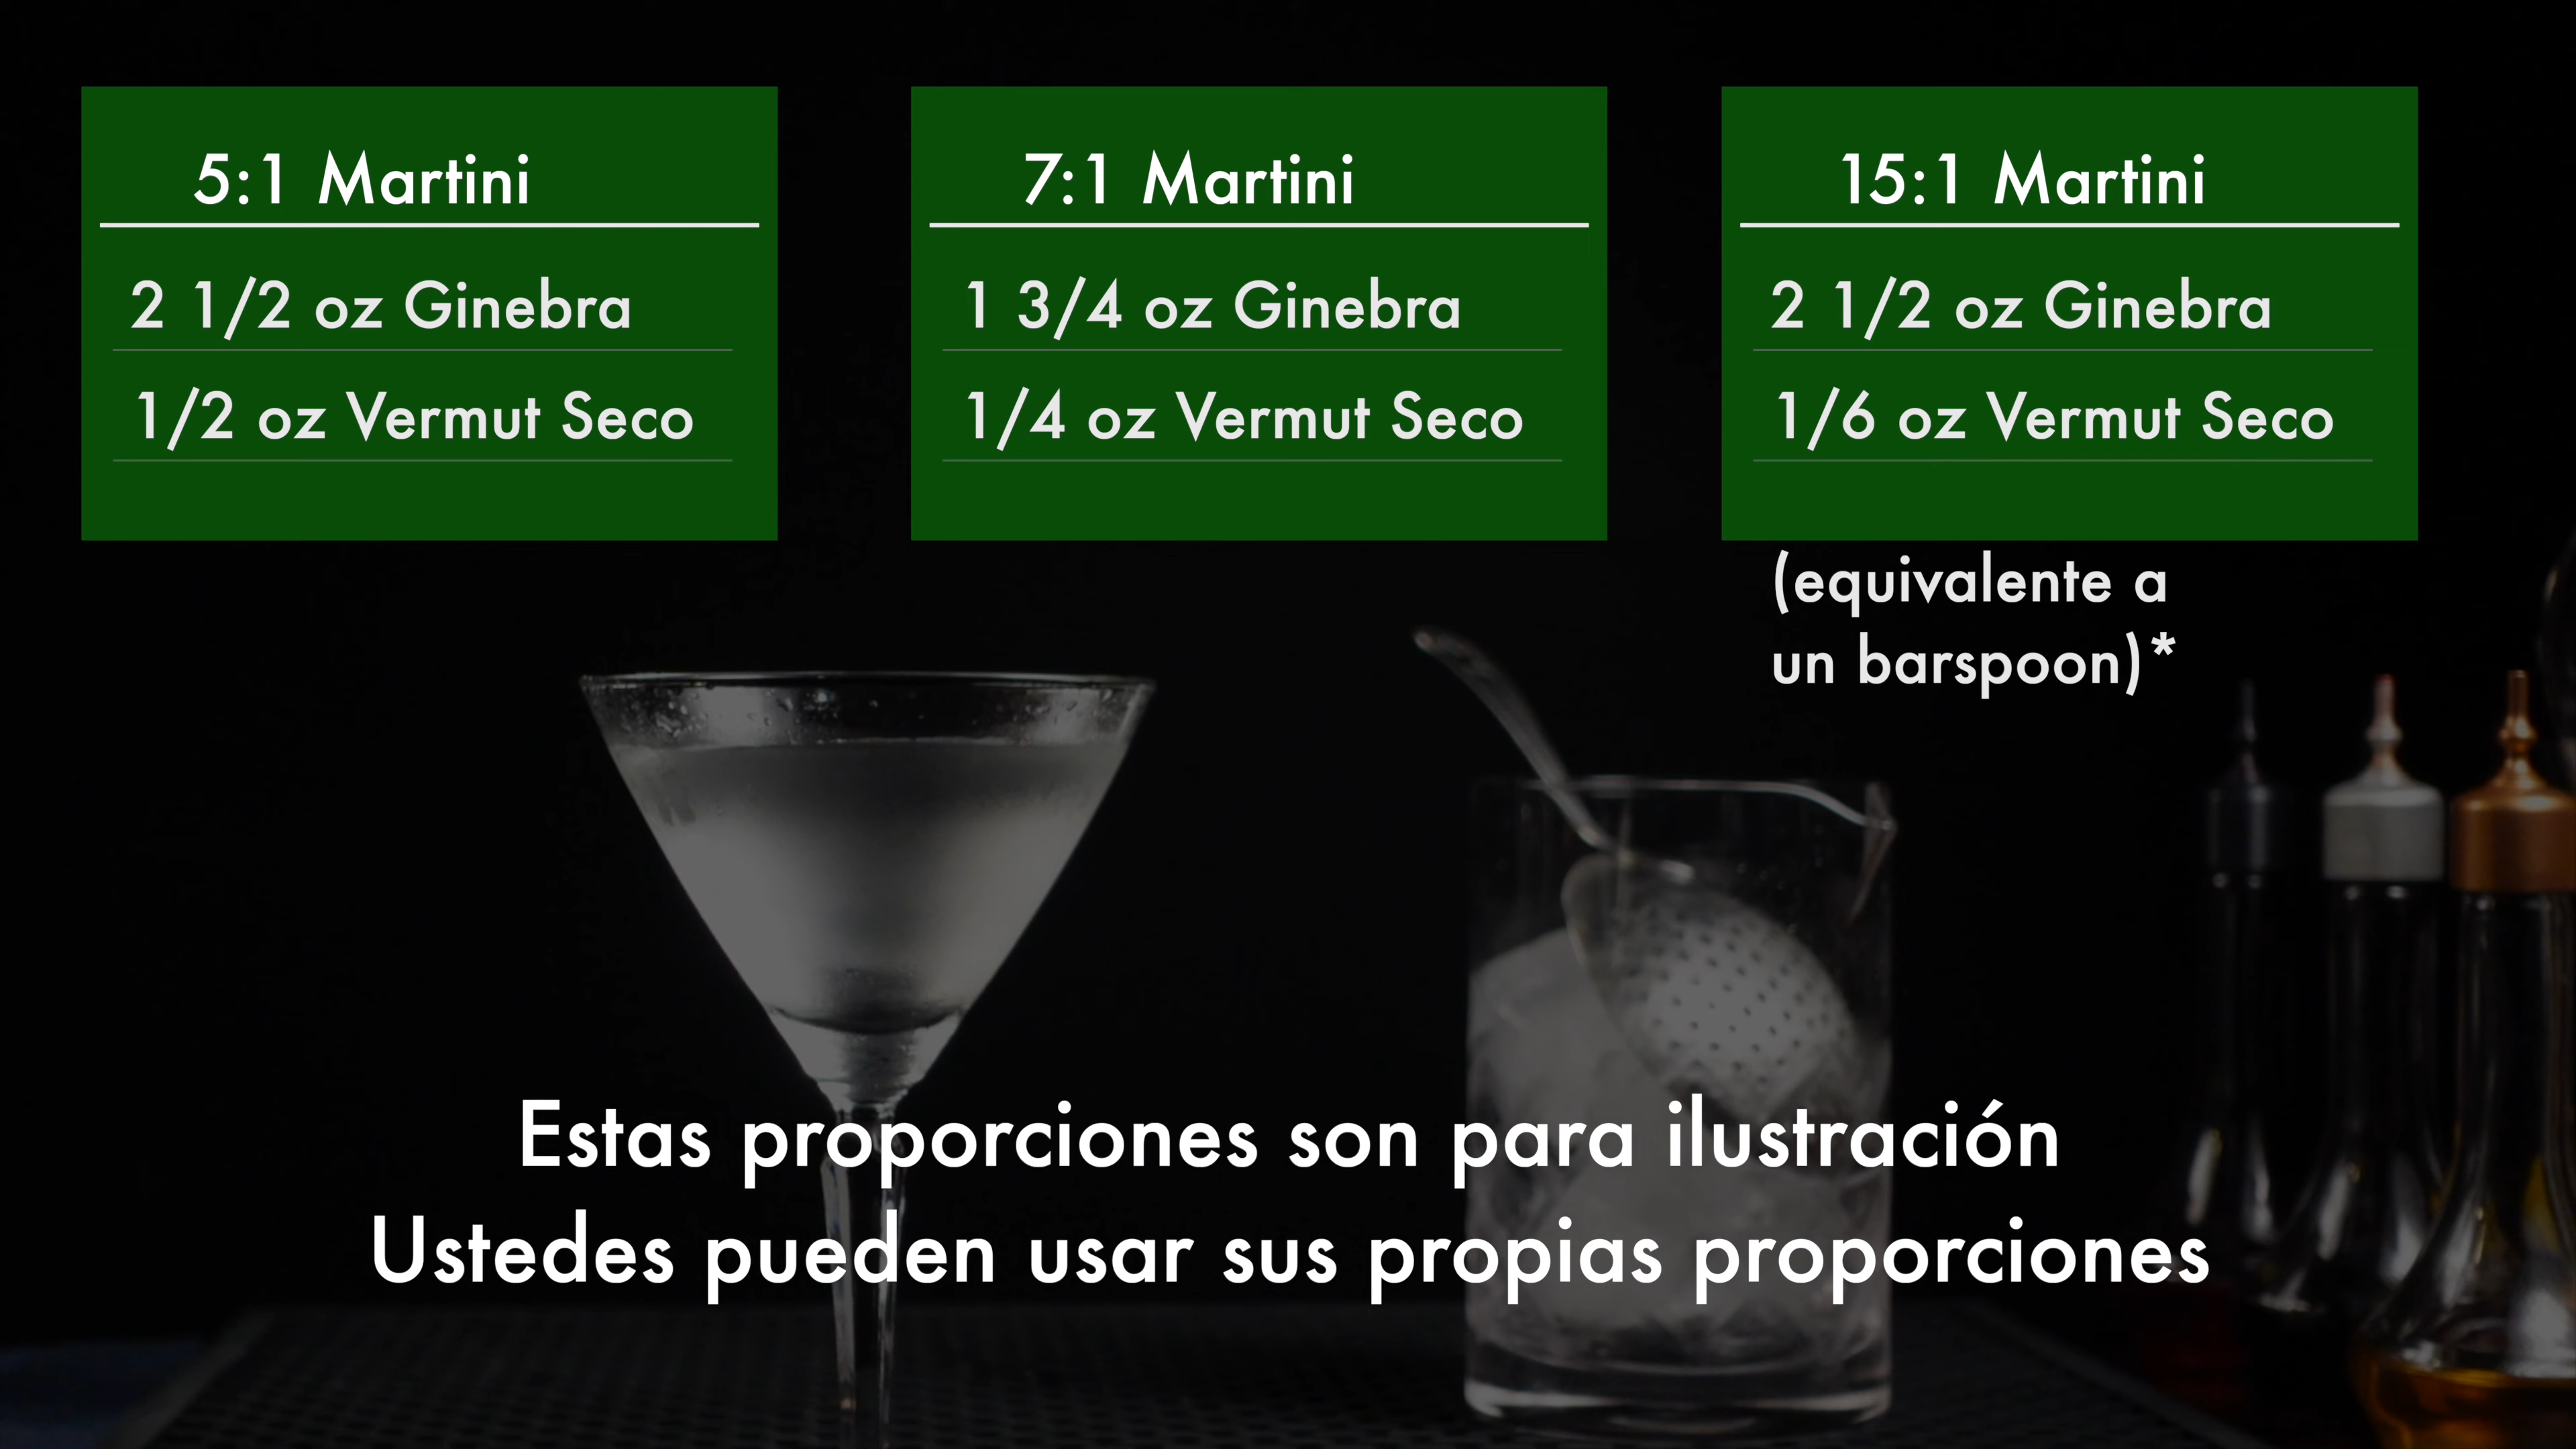 5:1 Martini
2 1/2 oz Ginebra
1/2 oz Vermut Seco
7:1 Martini
1 3/4 oz Ginebra
1/4 oz Vermut Seco
15:1 Martini
2 1/2 oz Ginebra
1/6 oz Vermut Seco
(equivalente a
un barspoon)*
Estas proporciones son para ilustración
Ustedes pueden usar sus propias proporciones